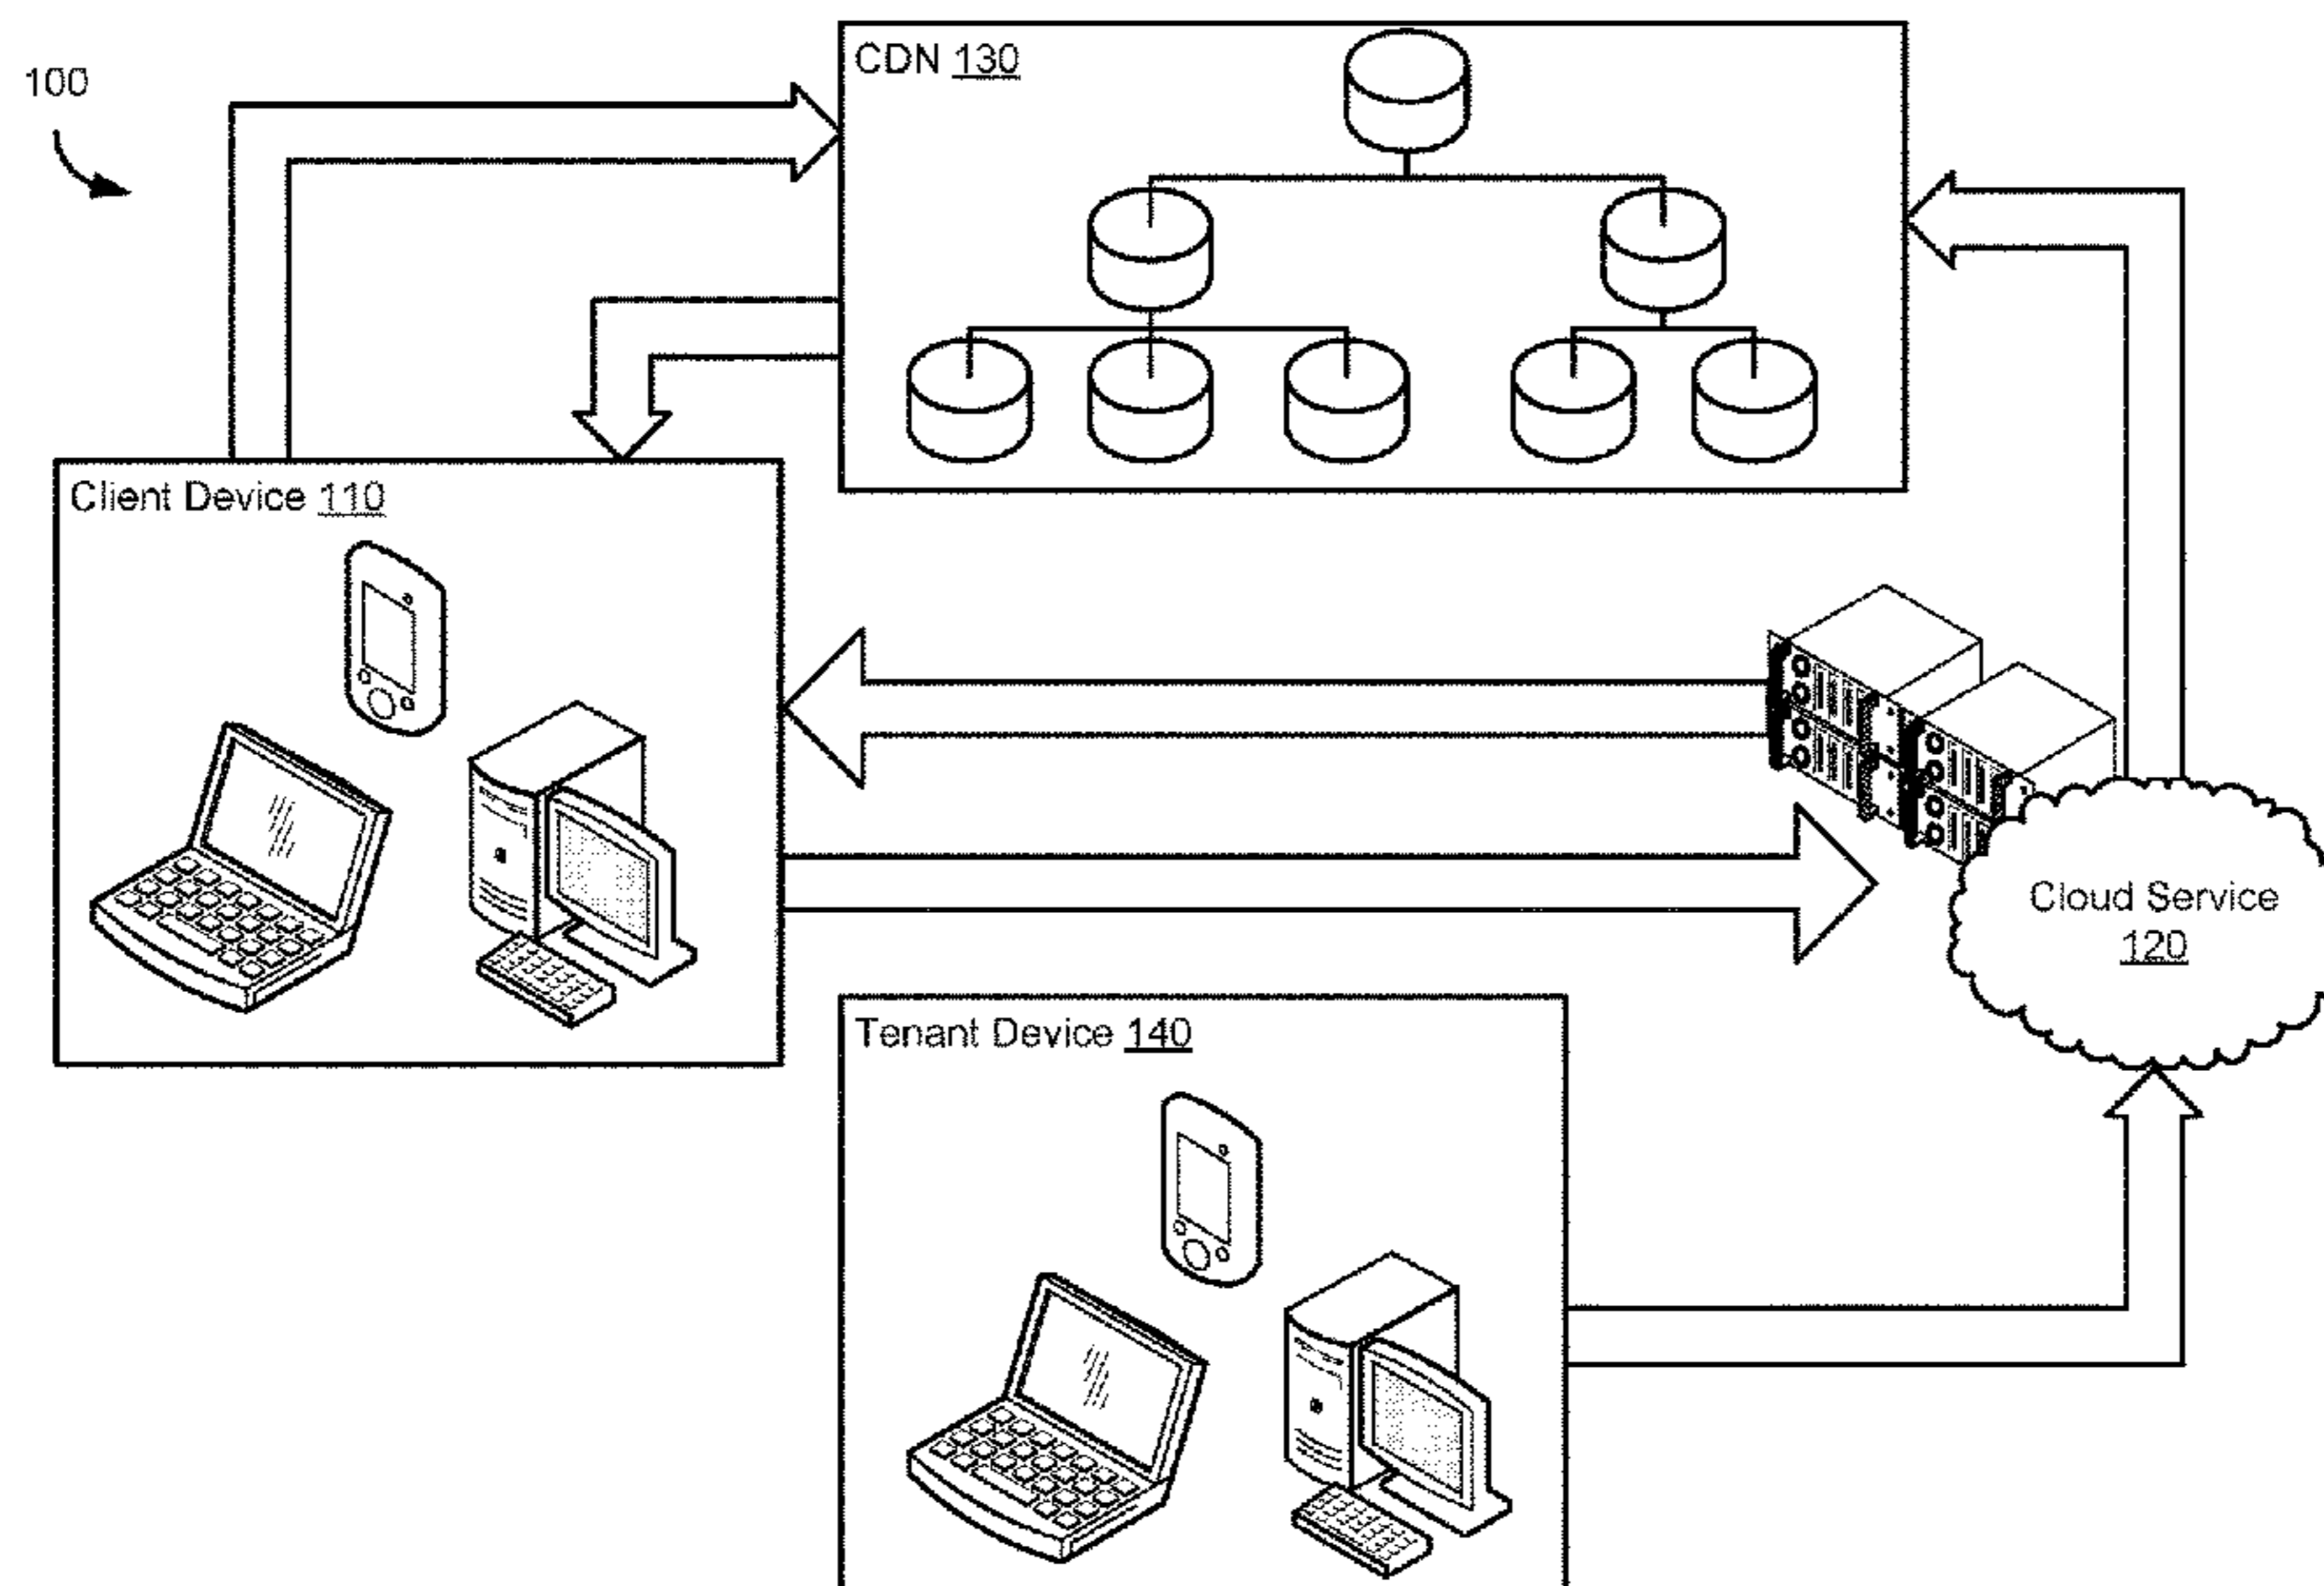 100
CDN 130
Client Device 110
Cloud Service
120
Tenant Device 140